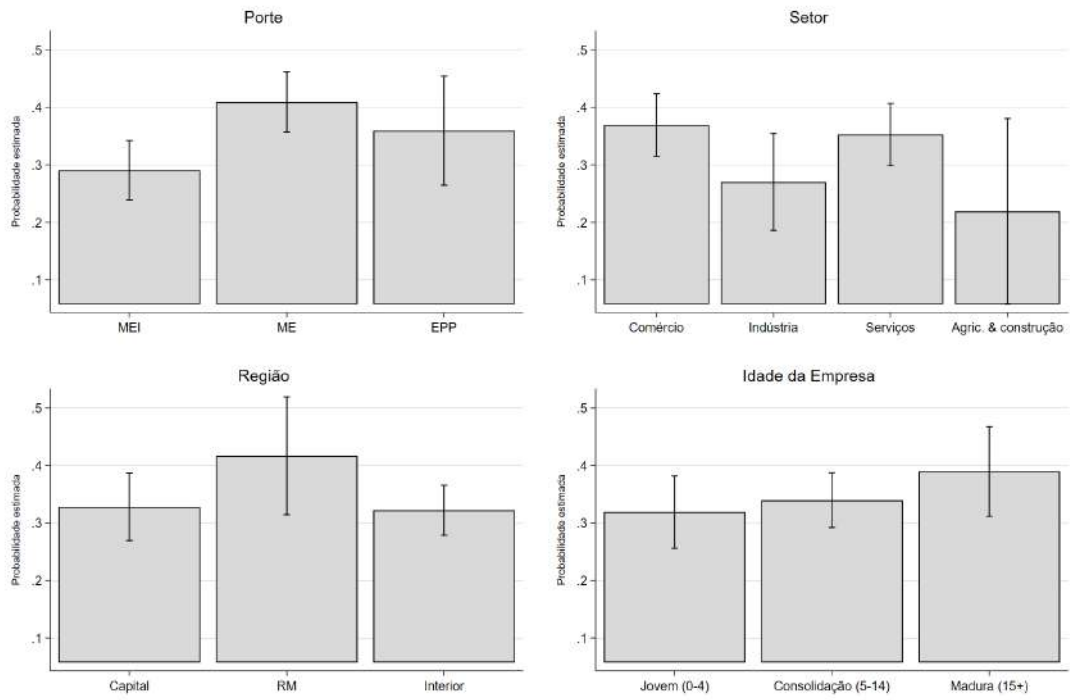 Porte
Probabilidade estimada
.5
.4
.3
.2
.1
MEI ME EPP
Setor
Probabilidade estimada
.5
.4
.3
.2
.1
Comércio Indústria Serviços Agric. & construção
Região
Probabilidade estimada
.5
.4
.3
.2
.1
Capital RM Interior
Idade da Empresa
Probabilidade estimada
.5
.4
.3
.2
.1
Jovem (0-4) Consolidação (5-14) Madura (15+)